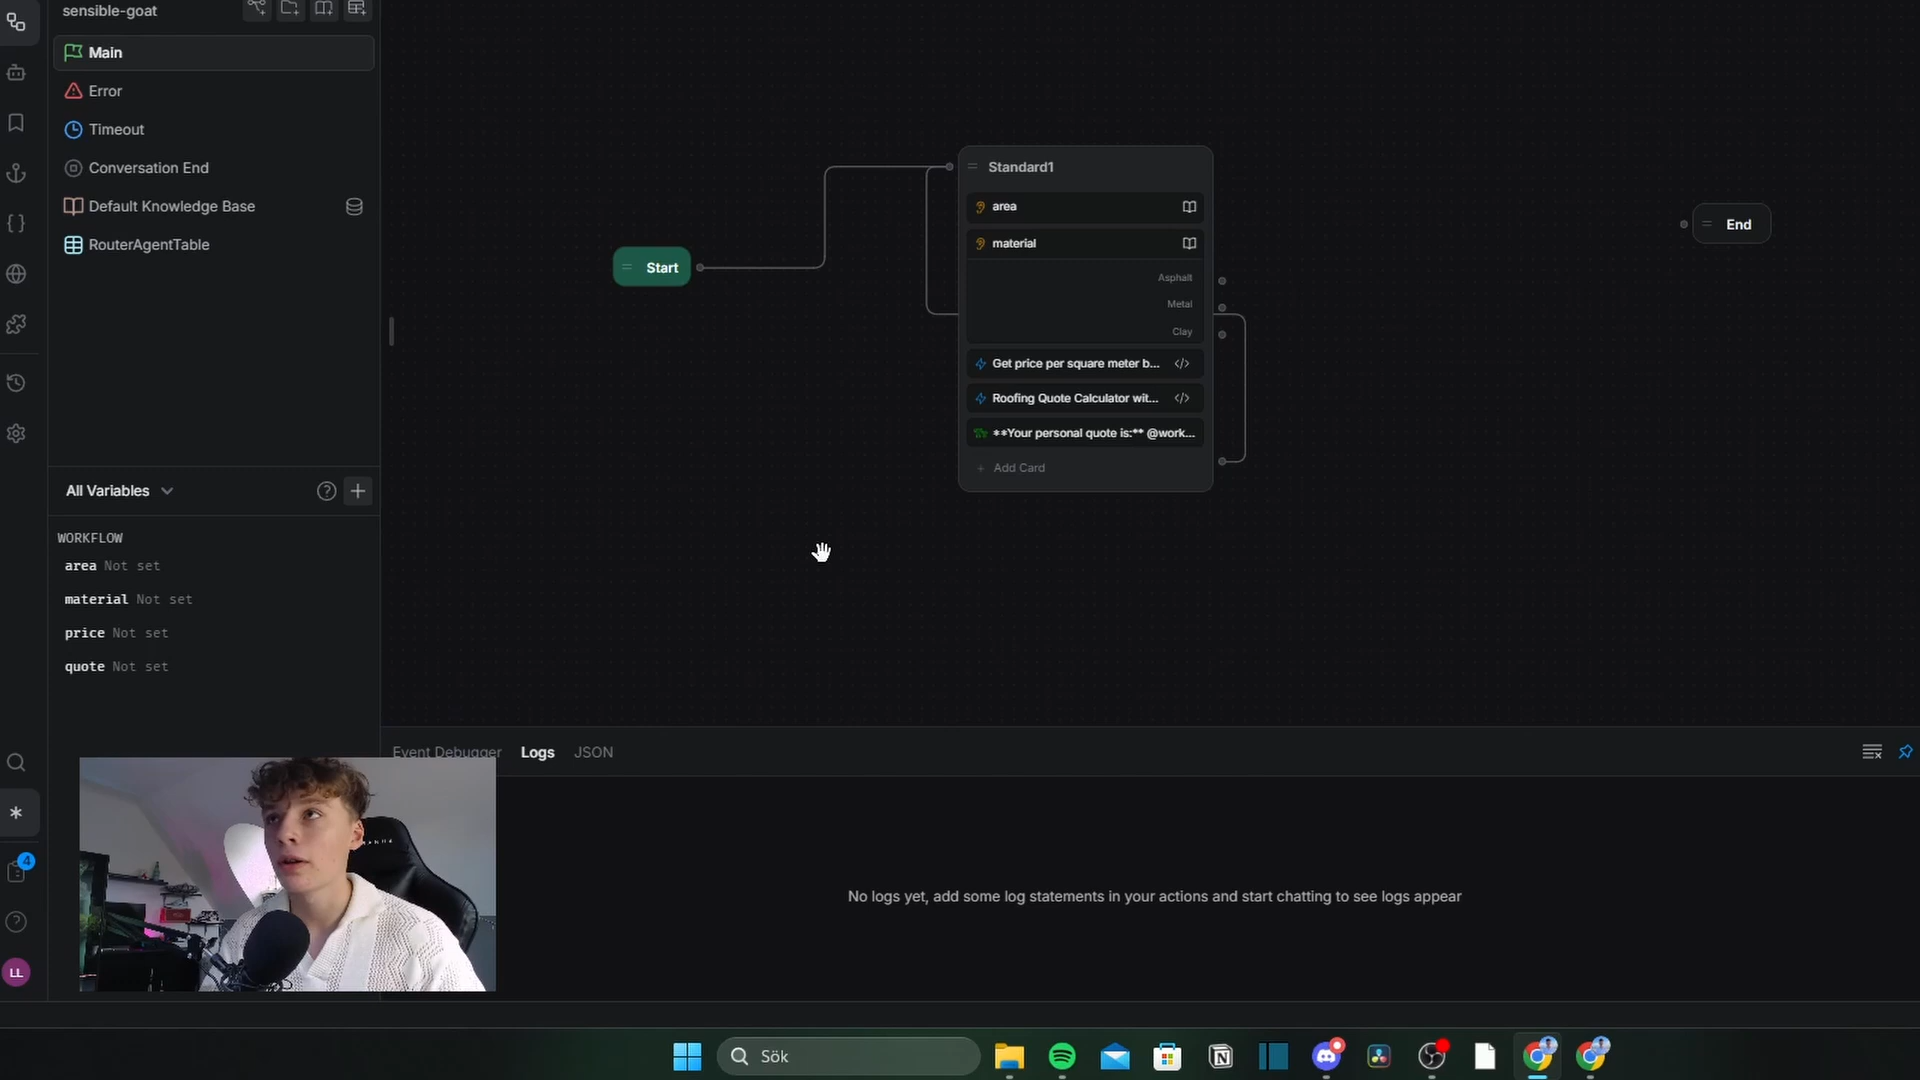 sensible-goat
Main
Error
Timeout
Conversation End
Default Knowledge Base
RouterAgentTable
All Variables
WORKFLOW
area Not set
material Not set
price Not set
quote Not set
Start
Standard1
area
material
Asphalt
Metal
Clay
Get price per square meter b...
Roofing Quote Calculator wit...
**Your personal quote is:** @work...
+ Add Card
End
Event Debugger Logs JSON
No logs yet, add some log statements in your actions and start chatting to see logs appear
4
LL
Sök